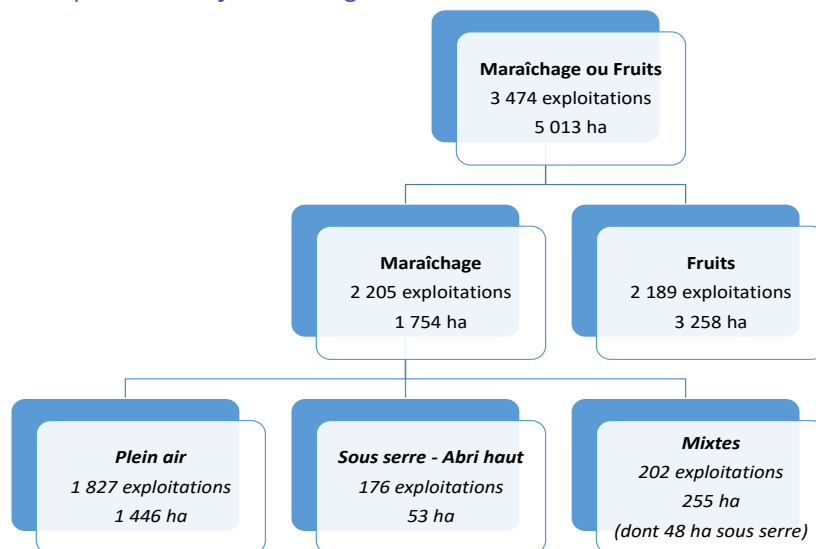 Maraîchage ou Fruits
3 474 exploitations
5 013 ha
Maraîchage
2 205 exploitations
1 754 ha
Fruits
2 189 exploitations
3 258 ha
Plein air
1 827 exploitations
1 446 ha
Sous serre - Abri haut
176 exploitations
53 ha
Mixtes
202 exploitations
255 ha
(dont 48 ha sous serre)